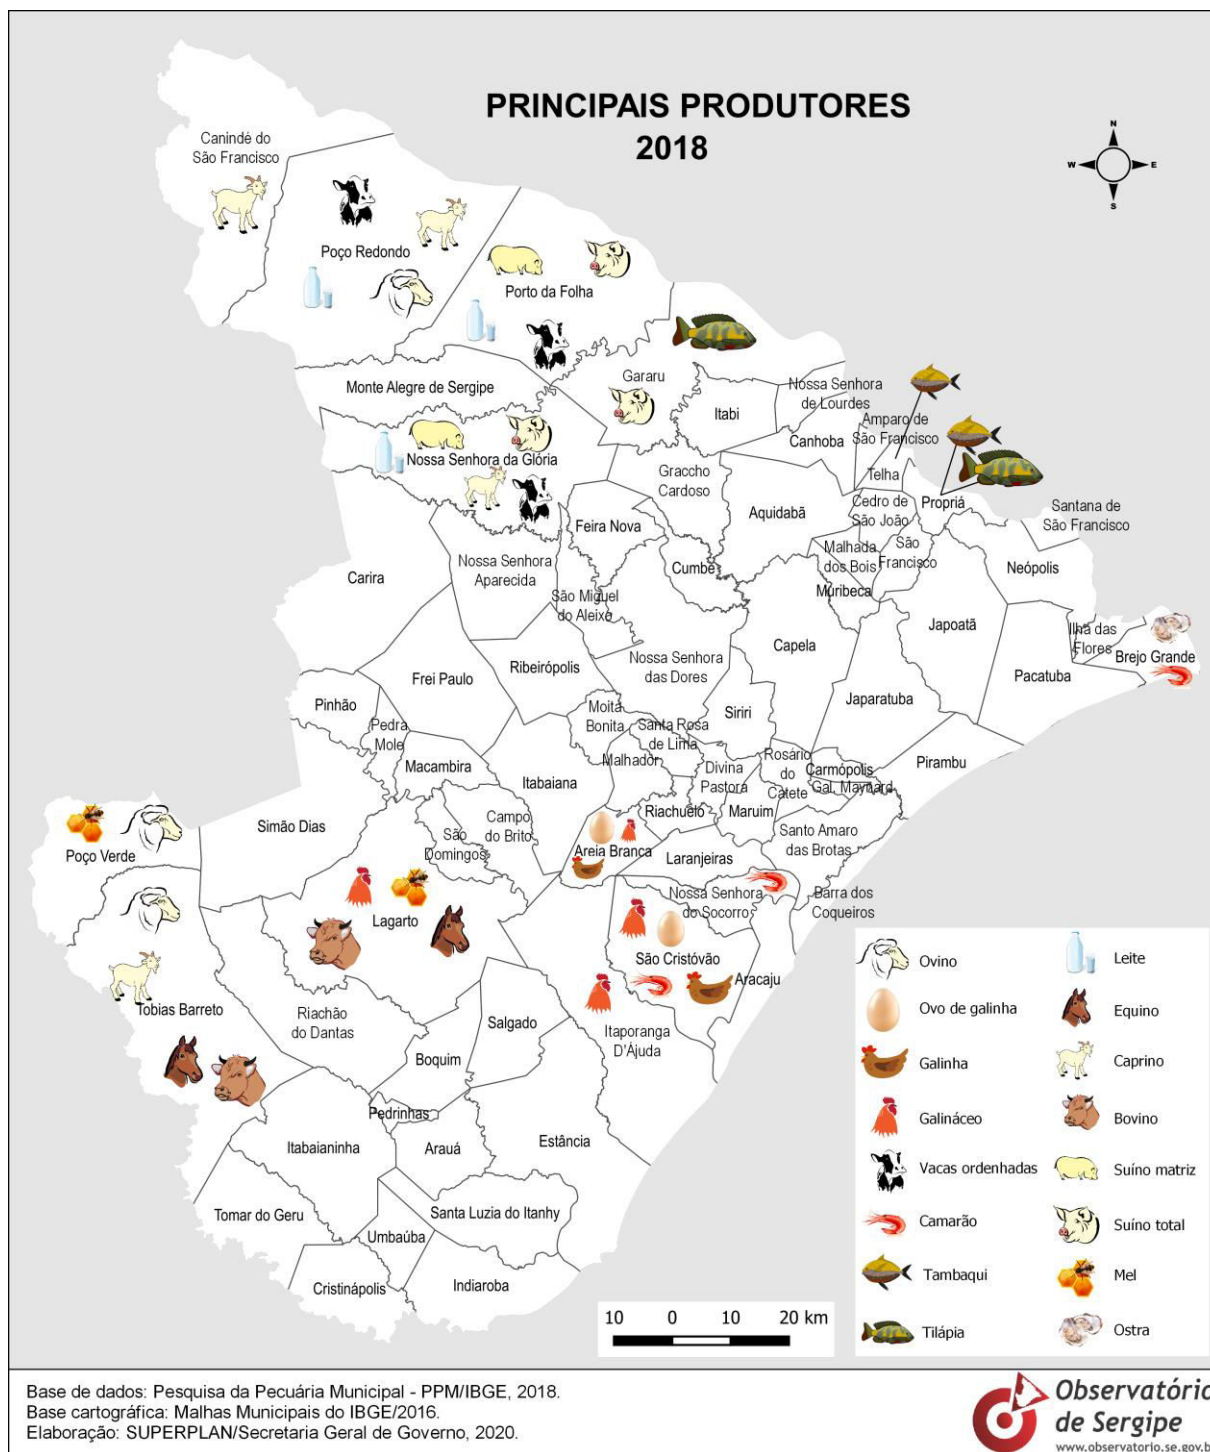 PRINCIPAIS PRODUTORES
2018
N
W
E
S
Canindé do
São Francisco
Poço Redondo
Porto da Folha
Monte Alegre de Sergipe
Gararu
Itabi
Nossa Senhora
de Lourdes
Canhoba
Amparo de
São Francisco
Nossa Senhora da Glória
Graccho
Cardoso
Telha
Aquidabã
Cedro de
São João
Propriá
Santana de
São Francisco
Feira Nova
Malhada
dos Bois
São
Francisco
Neópolis
Carira
Nossa Senhora
Aparecida
Cumbe
São Miguel
do Aleixo
Muribeca
Japoatã
Ilha das
Flores
Brejo Grande
Capela
Ribeirópolis
Nossa Senhora
das Dores
Pacatuba
Frei Paulo
Japaratuba
Pinhão
Moita
Bonita
Siriri
Pedra
Mole
Santa Rosa
de Lima
Macambira
Itabaiana
Malhador
Divina
Pastora
Rosário
do
Catete
Carmópolis
Gal. Maynard
Pirambu
Riachuelo
Maruim
Simão Dias
Campo
do Brito
São
Domingos
Areia Branca
Santo Amaro
das Brotas
Poço Verde
Laranjeiras
Nossa Senhora
do Socorro
Barra dos
Coqueiros
Lagarto
São Cristóvão
Aracaju
Tobias Barreto
Riachão
do Dantas
Salgado
Itaporanga
D'Ájuda
Boquim
Pedrinhas
Itabaianinha
Arauá
Estância
Tomar do Geru
Santa Luzia do Itanhy
Umbaúba
Cristinápolis
Indiaroba
Ovino
Leite
Ovo de galinha
Equino
Galinha
Caprino
Galináceo
Bovino
Vacas ordenhadas
Suíno matriz
Camarão
Suíno total
Tambaqui
Mel
Tilápia
Ostra
10 0 10 20 km
Base de dados: Pesquisa da Pecuária Municipal - PPM/IBGE, 2018.
Base cartográfica: Malhas Municipais do IBGE/2016.
Elaboração: SUPERPLAN/Secretaria Geral de Governo, 2020.
Observatório
de Sergipe
www.observatorio.se.gov.b